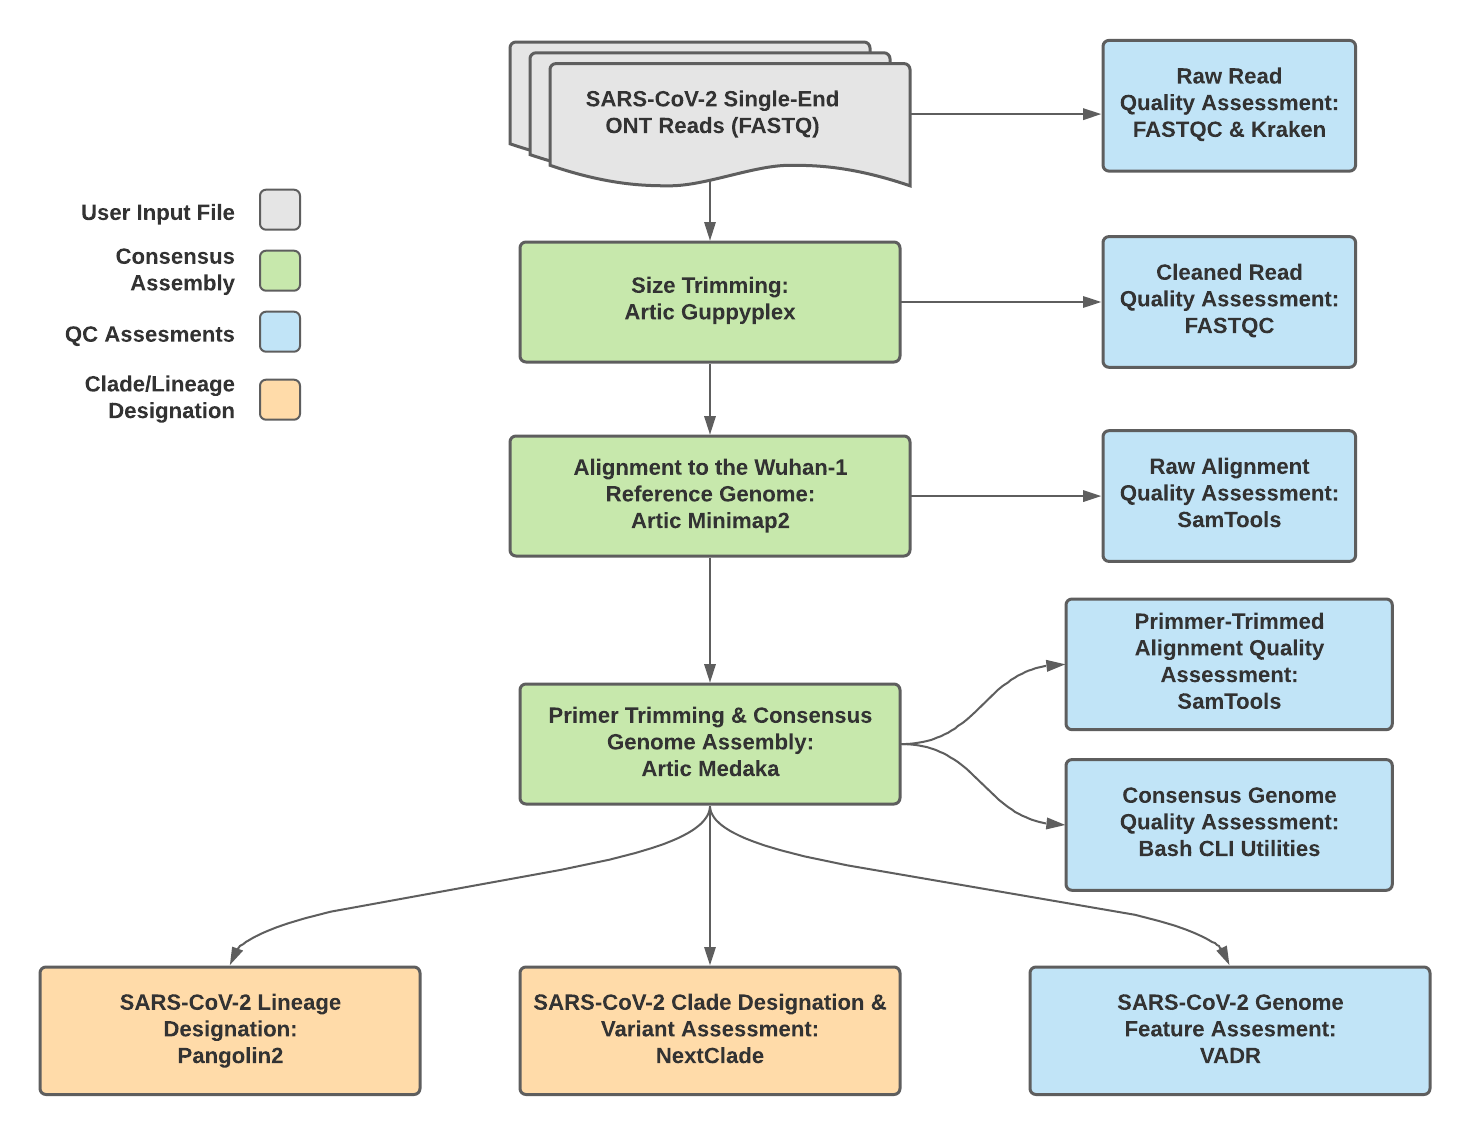 SARS-CoV-2 Single-End
ONT Reads (FASTQ)
Raw Read
Quality Assessment:
FASTQC & Kraken
User Input File
Consensus
Assembly
QC Assesments
Clade/Lineage
Designation
Size Trimming:
Artic Guppyplex
Cleaned Read
Quality Assessment:
FASTQC
Alignment to the Wuhan-1
Reference Genome:
Artic Minimap2
Raw Alignment
Quality Assessment:
SamTools
Primer Trimming & Consensus
Genome Assembly:
Artic Medaka
Primmer-Trimmed
Alignment Quality
Assessment:
SamTools
Consensus Genome
Quality Assessment:
Bash CLI Utilities
SARS-CoV-2 Lineage
Designation:
Pangolin2
SARS-CoV-2 Clade Designation &
Variant Assessment:
NextClade
SARS-CoV-2 Genome
Feature Assesment:
VADR